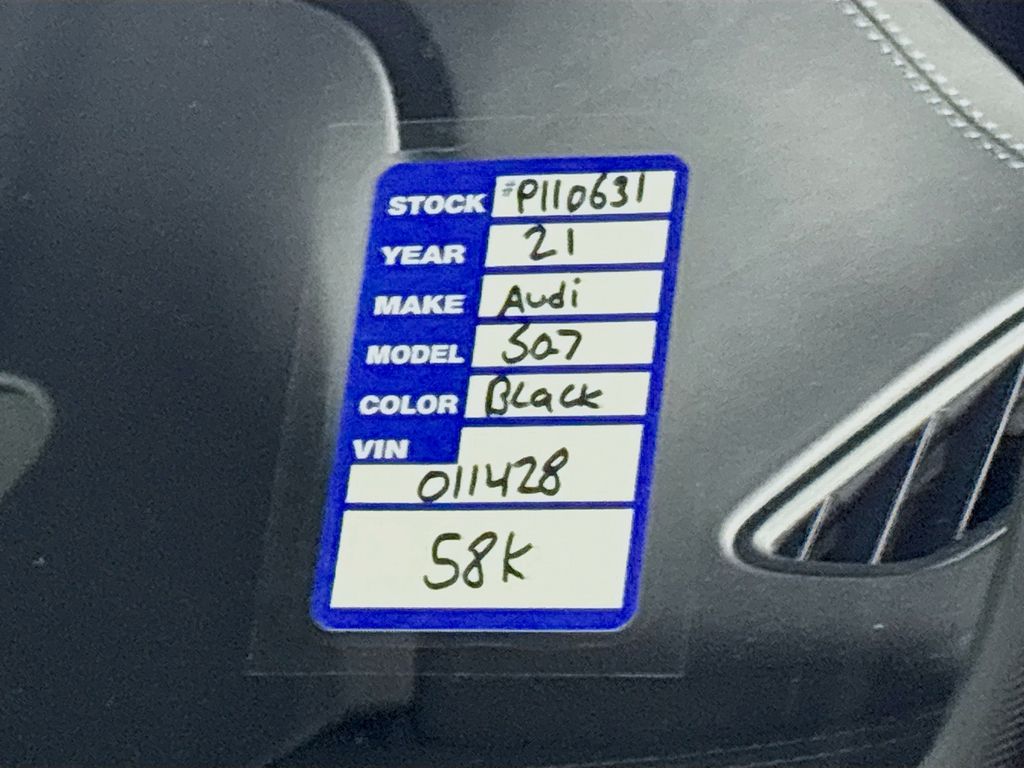 STOCK #P110631
YEAR 21
MAKE Audi
MODEL SQ7
COLOR BLack
VIN
011428
58K